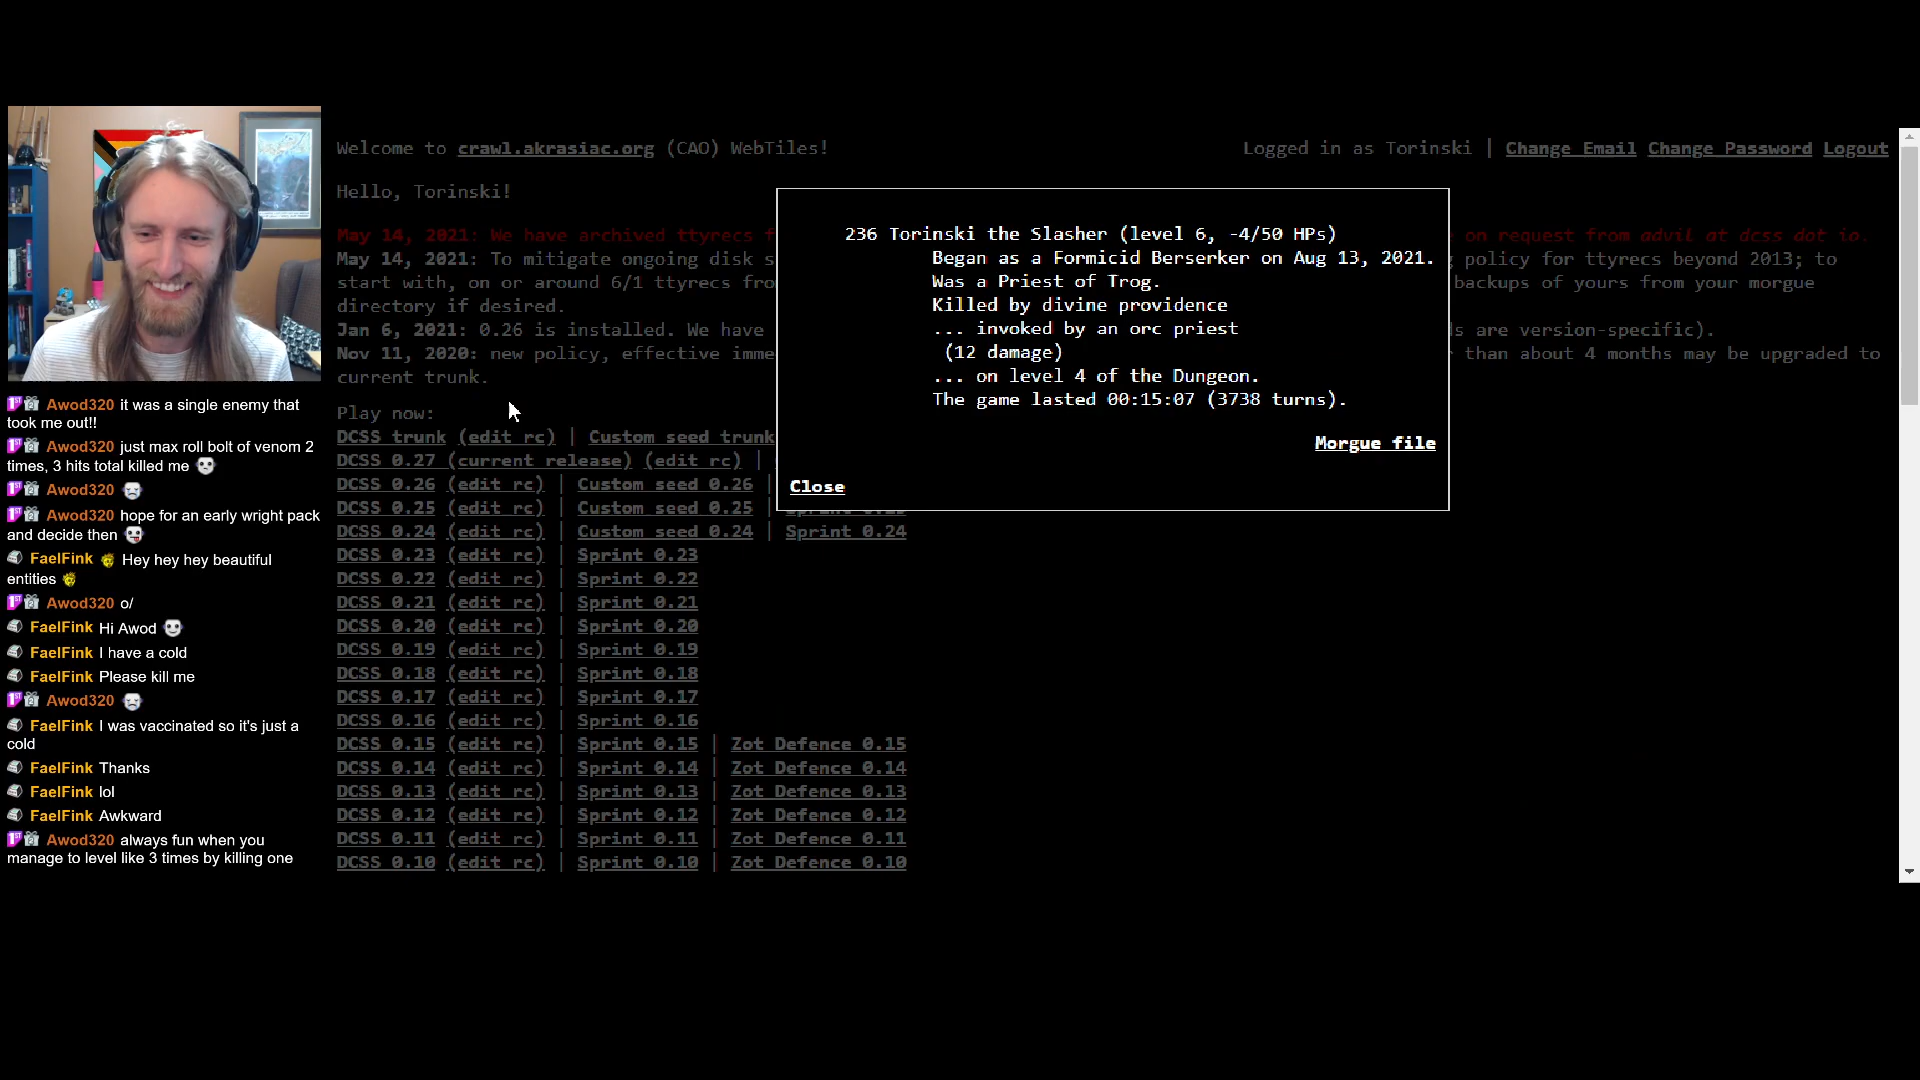 Welcome to crawl.akrasiac.org (CAO) WebTiles!
Logged in as Torinski | Change Email Change Password Logout
Hello, Torinski!
May 14, 2021: We have archived ttyrecs f
on request from advil at dcss dot io.
May 14, 2021: To mitigate ongoing disk s
policy for ttyrecs beyond 2013; to
start with, on or around 6/1 ttyrecs fro
backups of yours from your morgue
directory if desired.
Jan 6, 2021: 0.26 is installed. We have
s are version-specific).
Nov 11, 2020: new policy, effective imme
than about 4 months may be upgraded to
current trunk.
236 Torinski the Slasher (level 6, -4/50 HPs)
Began as a Formicid Berserker on Aug 13, 2021.
Was a Priest of Trog.
Killed by divine providence
... invoked by an orc priest
(12 damage)
... on level 4 of the Dungeon.
The game lasted 00:15:07 (3738 turns).
Morgue file
Close
Play now:
DCSS trunk (edit rc) | Custom seed trunk
DCSS 0.27 (current release) (edit rc) |
DCSS 0.26 (edit rc) | Custom seed 0.26 |
DCSS 0.25 (edit rc) | Custom seed 0.25 |
DCSS 0.24 (edit rc) | Custom seed 0.24 | Sprint 0.24
DCSS 0.23 (edit rc) | Sprint 0.23
DCSS 0.22 (edit rc) | Sprint 0.22
DCSS 0.21 (edit rc) | Sprint 0.21
DCSS 0.20 (edit rc) | Sprint 0.20
DCSS 0.19 (edit rc) | Sprint 0.19
DCSS 0.18 (edit rc) | Sprint 0.18
DCSS 0.17 (edit rc) | Sprint 0.17
DCSS 0.16 (edit rc) | Sprint 0.16
DCSS 0.15 (edit rc) | Sprint 0.15 | Zot Defence 0.15
DCSS 0.14 (edit rc) | Sprint 0.14 | Zot Defence 0.14
DCSS 0.13 (edit rc) | Sprint 0.13 | Zot Defence 0.13
DCSS 0.12 (edit rc) | Sprint 0.12 | Zot Defence 0.12
DCSS 0.11 (edit rc) | Sprint 0.11 | Zot Defence 0.11
DCSS 0.10 (edit rc) | Sprint 0.10 | Zot Defence 0.10
Awod320 it was a single enemy that
took me out!!
Awod320 just max roll bolt of venom 2
times, 3 hits total killed me
Awod320
Awod320 hope for an early wright pack
and decide then
FaelFink Hey hey hey beautiful
entities
Awod320 o/
FaelFink Hi Awod
FaelFink I have a cold
FaelFink Please kill me
Awod320
FaelFink I was vaccinated so it's just a
cold
FaelFink Thanks
FaelFink lol
FaelFink Awkward
Awod320 always fun when you
manage to level like 3 times by killing one